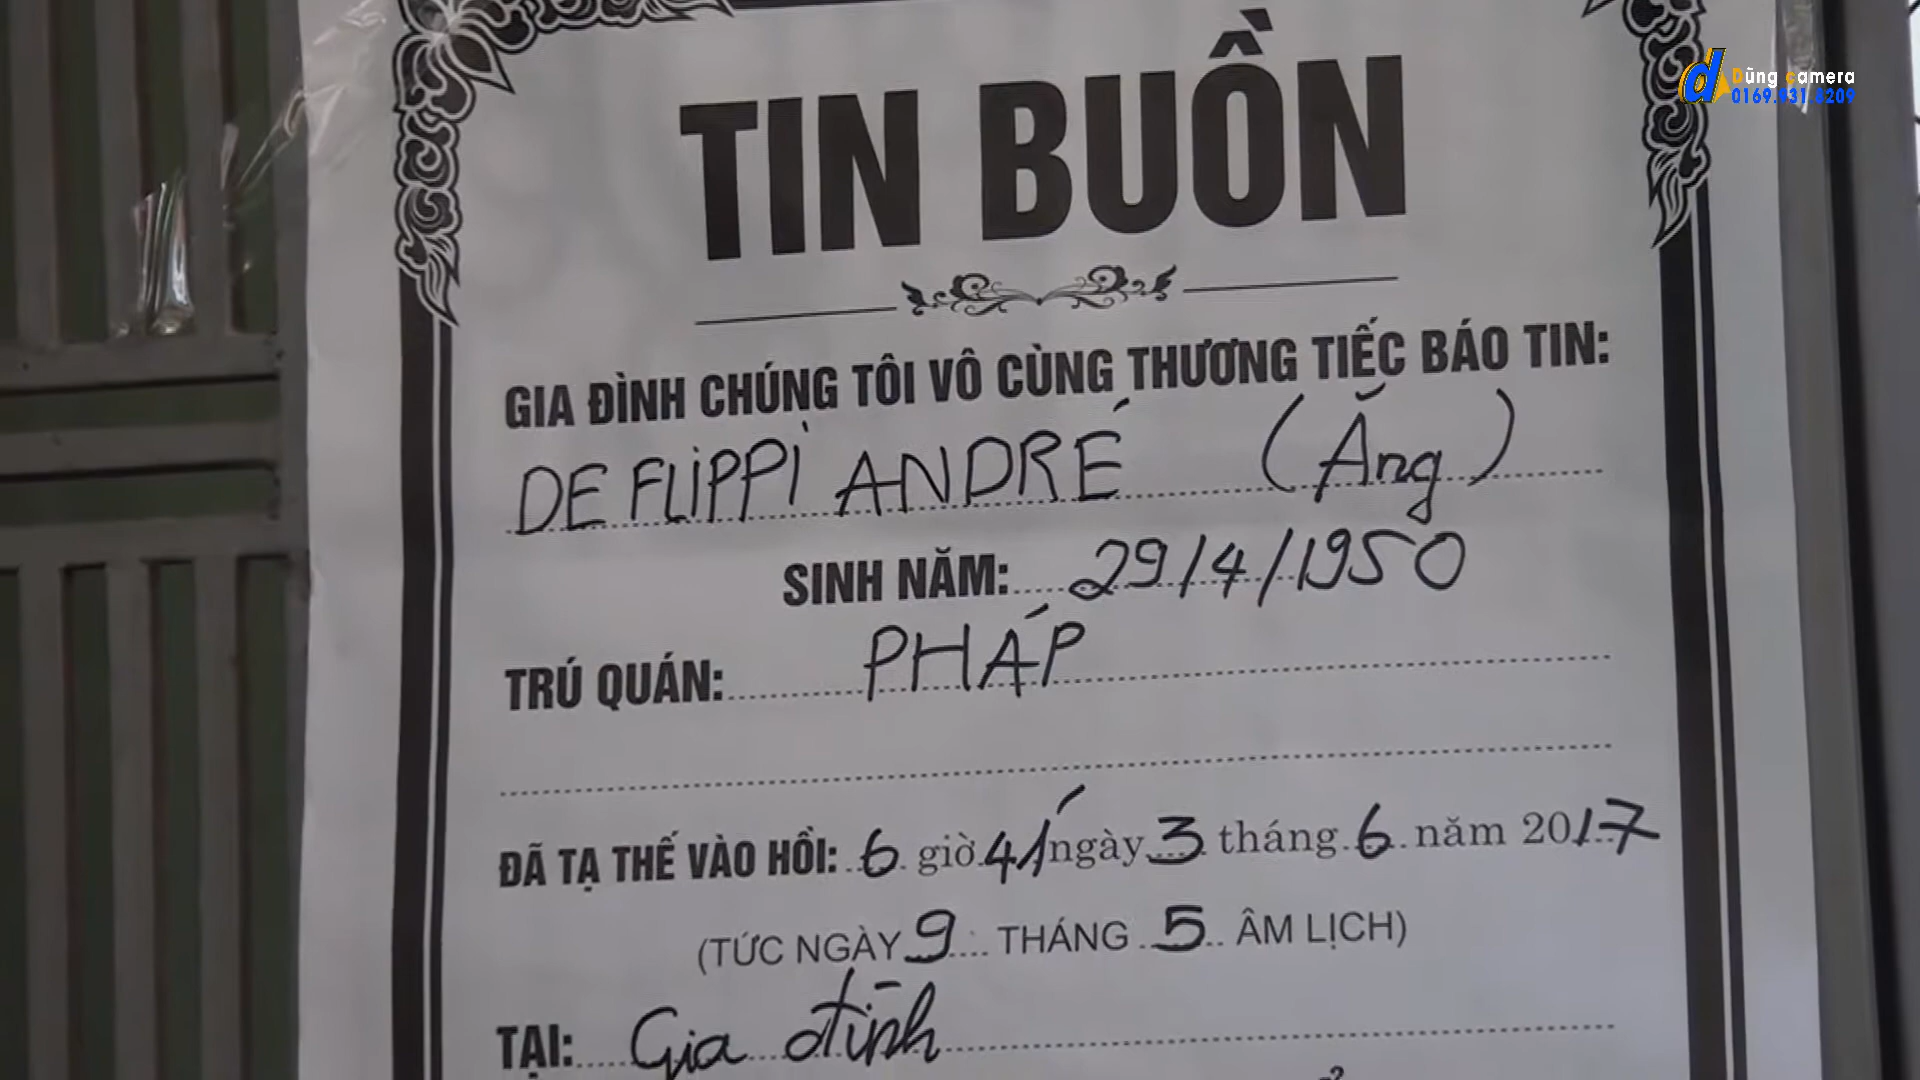 Dũng camera
0169.931.8209
TIN BUỒN
GIA ĐÌNH CHÚNG TÔI VÔ CÙNG THƯƠNG TIẾC BÁO TIN:
DE FLIPPI ANDRÉ (Ăng)
SINH NĂM: 29/4/1950
TRÚ QUÁN: PHÁP
ĐÃ TẠ THẾ VÀO HỒI: 6 giờ 41 ngày 3 tháng 6 năm 2017
(TỨC NGÀY 9 THÁNG 5 ÂM LỊCH)
TẠI: Gia đình